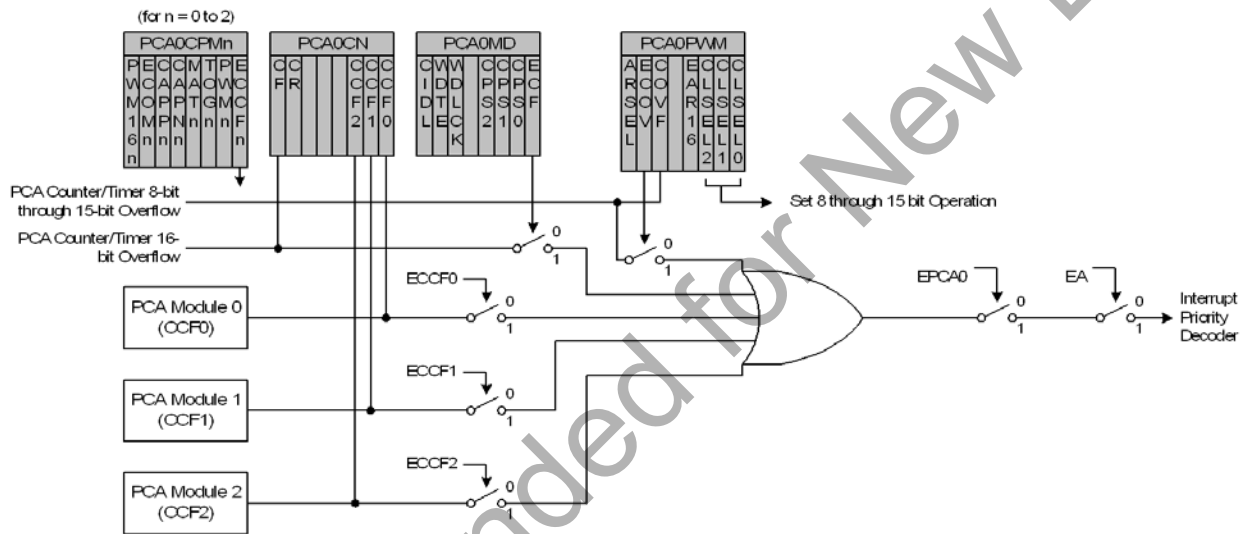 (for n = 0 to 2)
PCA0CPMn
PWM16n
ECOMn
CAPPn
CAPNn
MATn
TOGn
PWMn
ECCFn
PCA0CN
CF
CR
CCF2
CCF1
CCF0
PCA0MD
CIDL
WDTE
WDLCK
CPS2
CPS1
CPS0
ECF
PCA0PWM
ARSEL
ECOV
COVF
EAR16
CLSEL2
CLSEL1
CLSEL0
PCA Counter/Timer 8-bit
through 15-bit Overflow
Set 8 through 15 bit Operation
PCA Counter/Timer 16-
bit Overflow
0
1
0
1
PCA Module 0
(CCF0)
ECCF0
0
1
EPCA0
0
1
EA
0
1
Interrupt
Priority
Decoder
PCA Module 1
(CCF1)
ECCF1
0
1
PCA Module 2
(CCF2)
ECCF2
0
1
nded for New